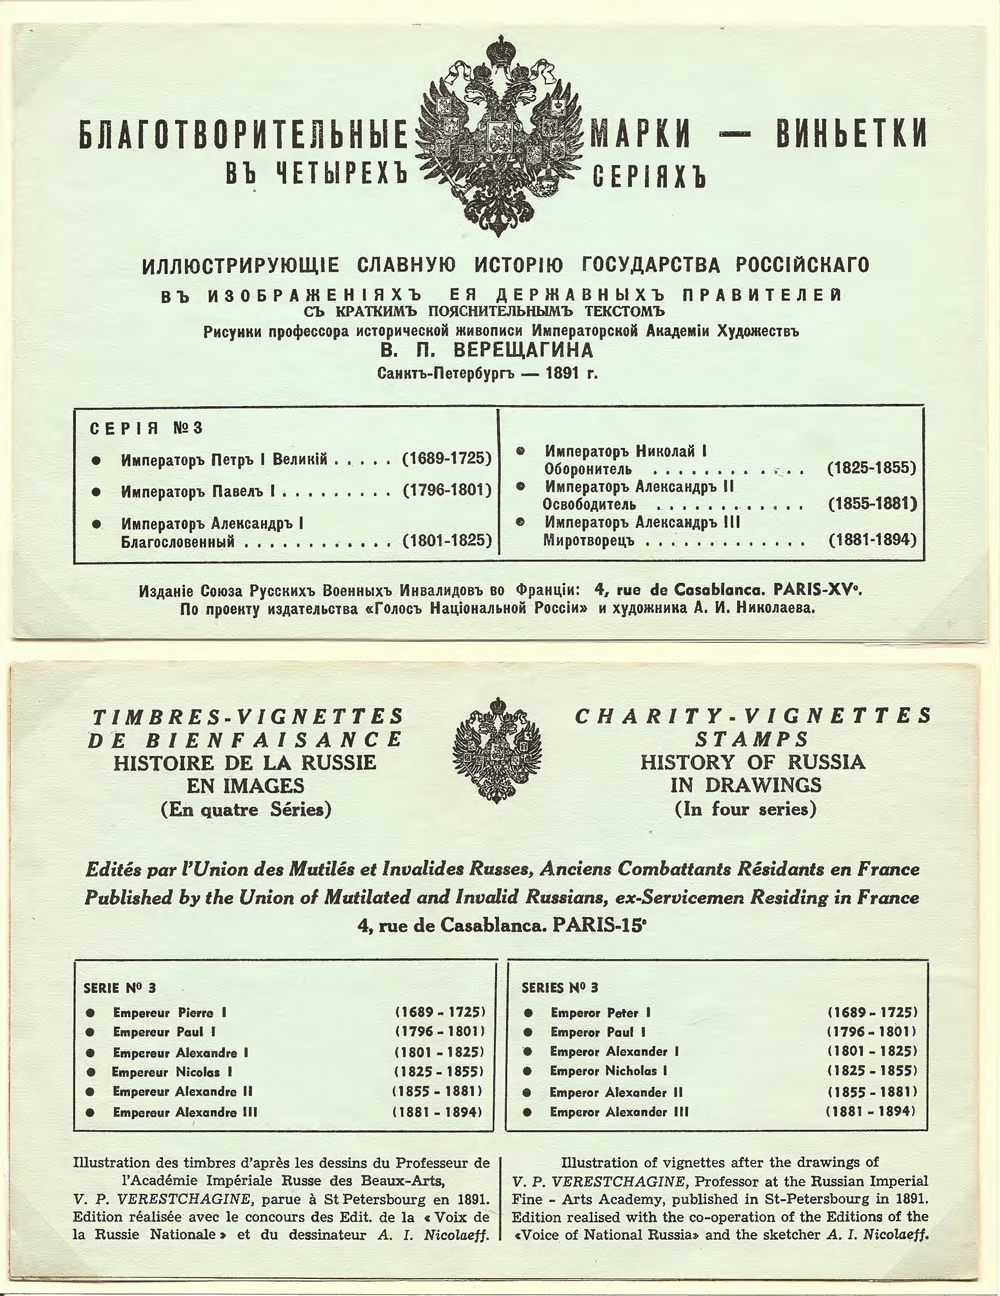 БЛАГОТВОРИТЕЛЬНЫЕ МАРКИ — ВИНЬЕТКИ
ВЪ ЧЕТЫРЕХЪ СЕРІЯХЪ
ИЛЛЮСТРИРУЮЩІЕ СЛАВНУЮ ИСТОРІЮ ГОСУДАРСТВА РОССІЙСКАГО
ВЪ ИЗОБРАЖЕНІЯХЪ ЕЯ ДЕРЖАВНЫХЪ ПРАВИТЕЛЕЙ
СЪ КРАТКИМЪ ПОЯСНИТЕЛЬНЫМЪ ТЕКСТОМЪ
Рисунки профессора исторической живописи Императорской Академіи Художествъ
В. П. ВЕРЕЩАГИНА
Санктъ-Петербургъ — 1891 г.
СЕРІЯ №3
● Императоръ Петръ I Великій . . . . . (1689-1725)
● Императоръ Павелъ I . . . . . . . . . (1796-1801)
● Императоръ Александръ I
Благословенный . . . . . . . . . . . . (1801-1825)
● Императоръ Николай I
Оборонитель . . . . . . . . . . . . (1825-1855)
● Императоръ Александръ II
Освободитель . . . . . . . . . . . . (1855-1881)
● Императоръ Александръ III
Миротворецъ . . . . . . . . . . . . . (1881-1894)
Изданіе Союза Русскихъ Военныхъ Инвалидовъ во Франціи: 4, rue de Casablanca. PARIS-XVe.
По проекту издательства «Голосъ Національной Россіи» и художника А. И. Николаева.
TIMBRES-VIGNETTES
DE BIENFAISANCE
HISTOIRE DE LA RUSSIE
EN IMAGES
(En quatre Séries)
CHARITY-VIGNETTES
STAMPS
HISTORY OF RUSSIA
IN DRAWINGS
(In four series)
Edités par l'Union des Mutilés et Invalides Russes, Anciens Combattants Résidants en France
Published by the Union of Mutilated and Invalid Russians, ex-Servicemen Residing in France
4, rue de Casablanca. PARIS-15e
SERIE Nº 3
● Empereur Pierre I (1689 - 1725)
● Empereur Paul I (1796 - 1801)
● Empereur Alexandre I (1801 - 1825)
● Empereur Nicolas I (1825 - 1855)
● Empereur Alexandre II (1855 - 1881)
● Empereur Alexandre III (1881 - 1894)
SERIES Nº 3
● Emperor Peter I (1689 - 1725)
● Emperor Paul I (1796 - 1801)
● Emperor Alexander I (1801 - 1825)
● Emperor Nicholas I (1825 - 1855)
● Emperor Alexander II (1855 - 1881)
● Emperor Alexander III (1881 - 1894)
Illustration des timbres d'après les dessins du Professeur de
l'Académie Impériale Russe des Beaux-Arts,
V. P. VERESTCHAGINE, parue à St Petersbourg en 1891.
Edition réalisée avec le concours des Edit. de la « Voix de
la Russie Nationale » et du dessinateur A. I. Nicolaeff.
Illustration of vignettes after the drawings of
V. P. VERESTCHAGINE, Professor at the Russian Imperial
Fine - Arts Academy, published in St-Petersbourg in 1891.
Edition realised with the co-operation of the Editions of the
«Voice of National Russia» and the sketcher A. I. Nicolaeff.